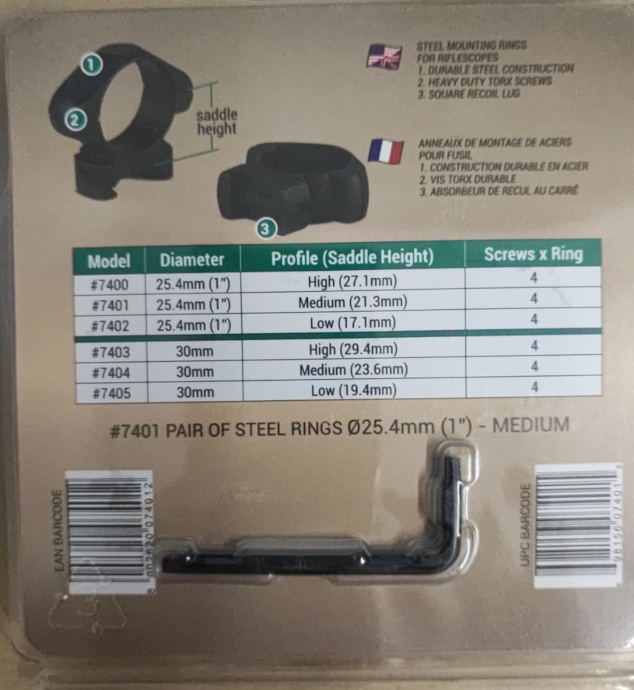 1
2
saddle
height
3
STEEL MOUNTING RINGS
FOR RIFLESCOPES
1. DURABLE STEEL CONSTRUCTION
2. HEAVY DUTY TORX SCREWS
3. SQUARE RECOIL LUG
ANNEAUX DE MONTAGE DE ACIERS
POUR FUSIL
1. CONSTRUCTION DURABLE EN ACIER
2. VIS TORX DURABLE
3. ABSORBEUR DE RECUL AU CARRÉ
Model Diameter Profile (Saddle Height) Screws x Ring
#7400 25.4mm (1") High (27.1mm) 4
#7401 25.4mm (1") Medium (21.3mm) 4
#7402 25.4mm (1") Low (17.1mm) 4
#7403 30mm High (29.4mm) 4
#7404 30mm Medium (23.6mm) 4
#7405 30mm Low (19.4mm) 4
#7401 PAIR OF STEEL RINGS Ø25.4mm (1") - MEDIUM
EAN BARCODE
UPC BARCODE